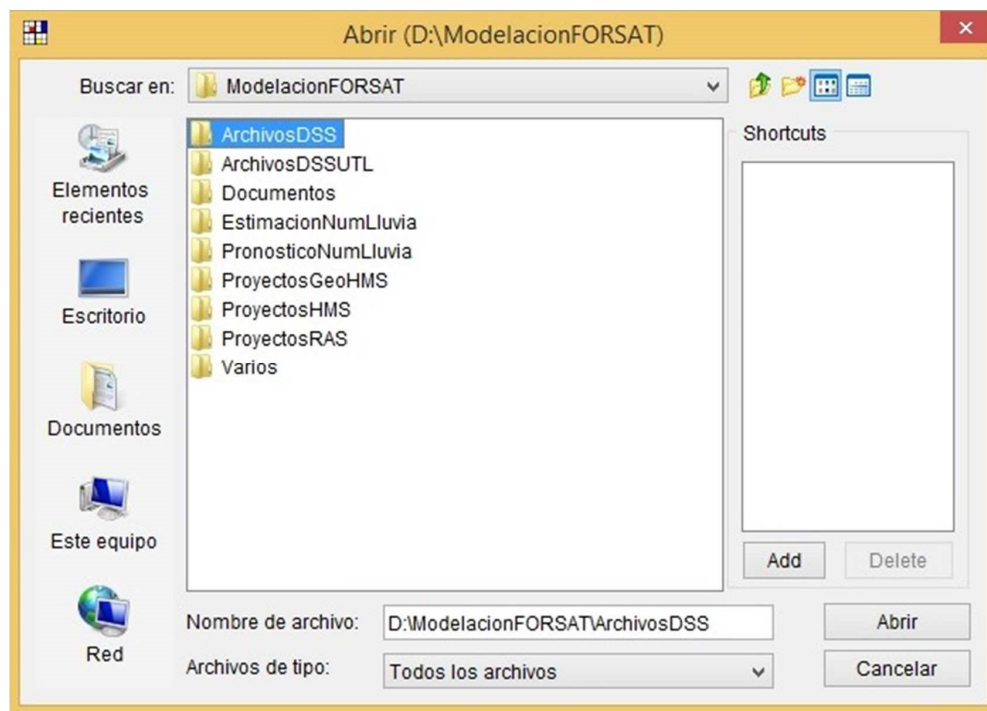 Abrir (D:\ModelacionFORSAT)
Buscar en: ModelacionFORSAT
Elementos recientes
Escritorio
Documentos
Este equipo
Red
ArchivosDSS
ArchivosDSSUTL
Documentos
EstimacionNumLluvia
PronosticoNumLluvia
ProyectosGeoHMS
ProyectosHMS
ProyectosRAS
Varios
Shortcuts
Add Delete
Nombre de archivo: D:\ModelacionFORSAT\ArchivosDSS Abrir
Archivos de tipo: Todos los archivos Cancelar